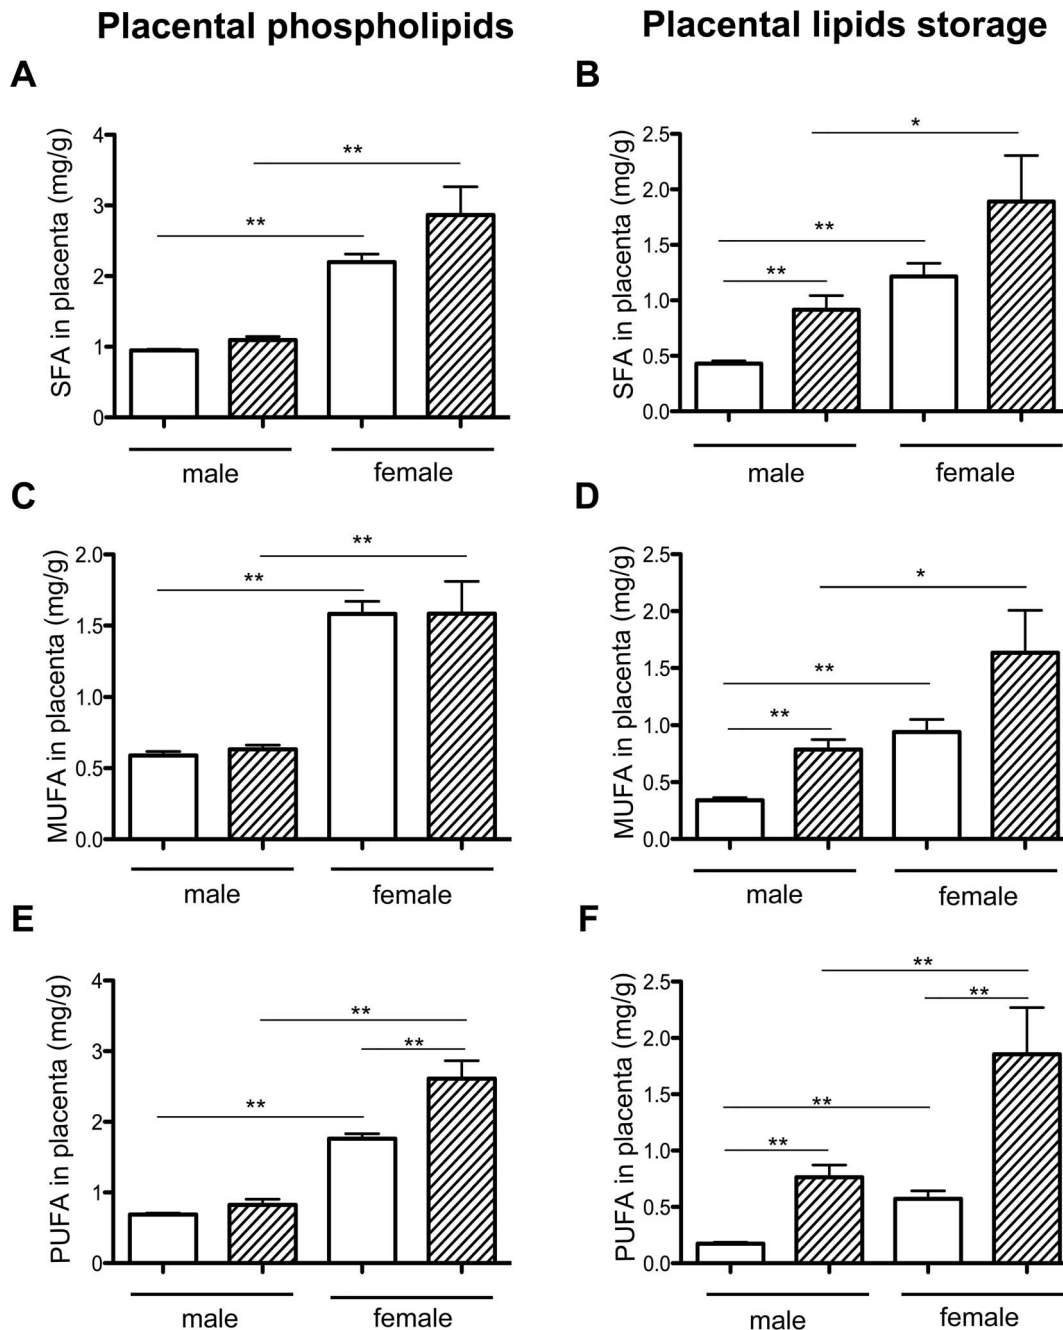 Placental phospholipids
Placental lipids storage
A
SFA in placenta (mg/g)
4
3
2
1
0
**
**
male
female
B
SFA in placenta (mg/g)
2.5
2.0
1.5
1.0
0.5
0.0
*
**
**
male
female
C
MUFA in placenta (mg/g)
2.0
1.5
1.0
0.5
0.0
**
**
male
female
D
MUFA in placenta (mg/g)
2.5
2.0
1.5
1.0
0.5
0.0
*
**
**
male
female
E
PUFA in placenta (mg/g)
4
3
2
1
0
**
**
**
male
female
F
PUFA in placenta (mg/g)
2.5
2.0
1.5
1.0
0.5
0.0
**
**
**
**
male
female